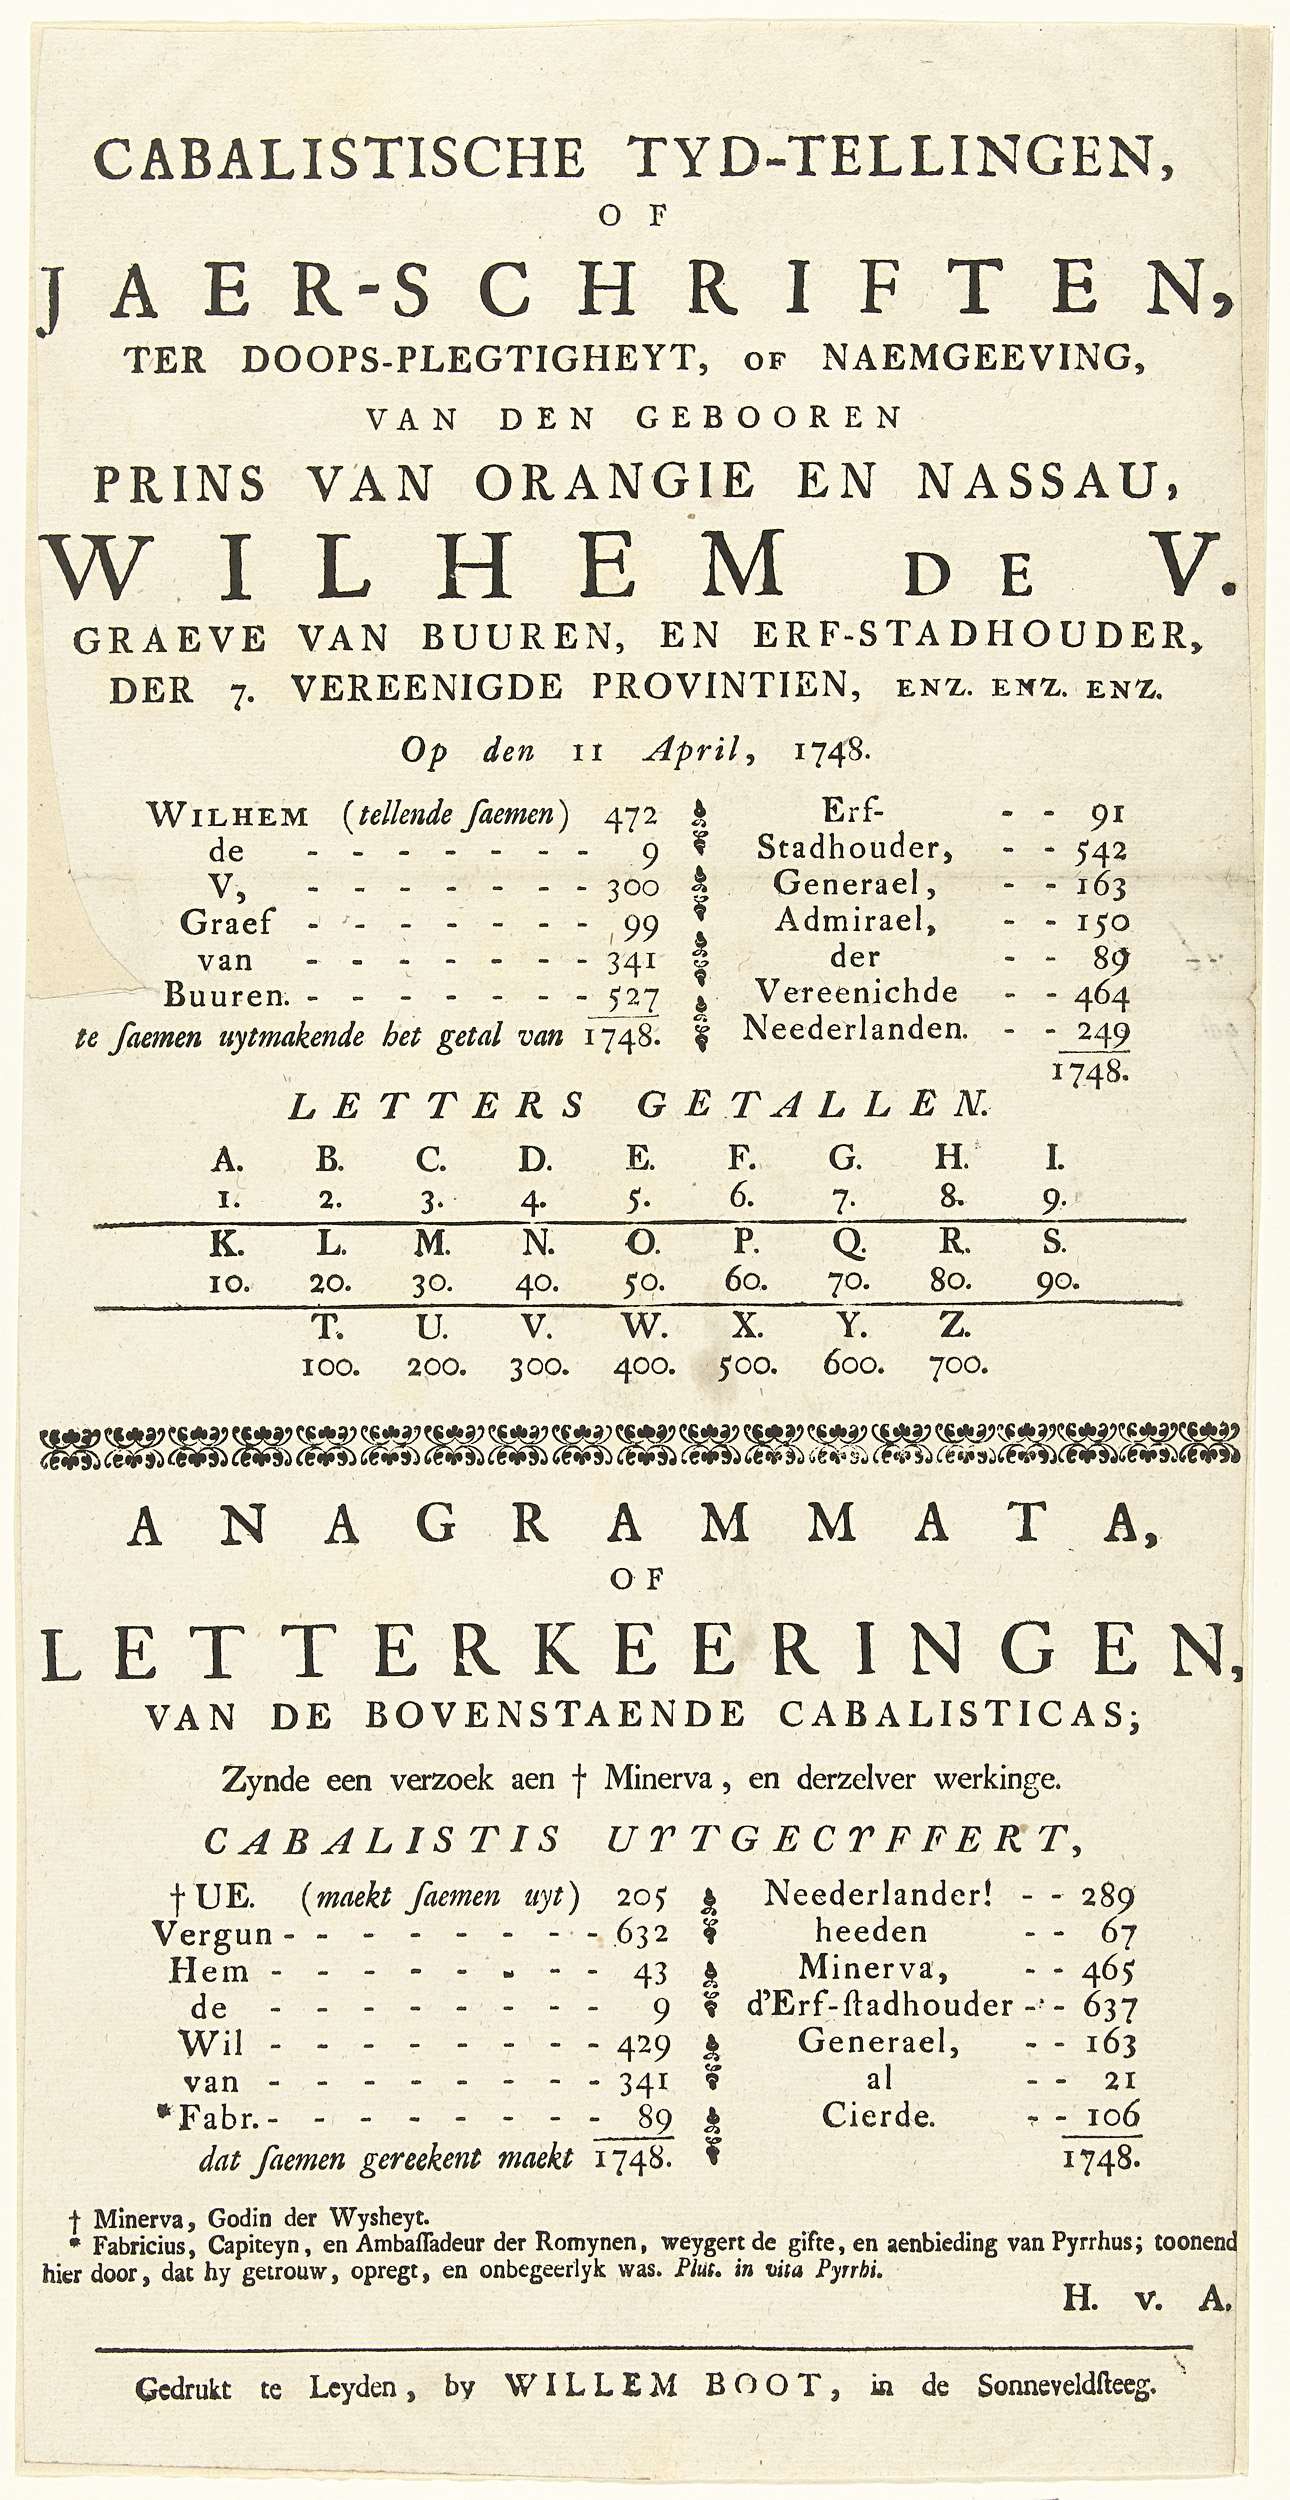 CABALISTISCHE TYD-TELLINGEN,
OF
JAER-SCHRIFTEN,
TER DOOPS-PLEGTIGHEYT, OF NAEMGEEVING,
VAN DEN GEBOOREN
PRINS VAN ORANGIE EN NASSAU,
WILHEM DE V.
GRAEVE VAN BUUREN, EN ERF-STADHOUDER,
DER 7. VEREENIGDE PROVINTIEN, ENZ. ENZ. ENZ.
Op den 11 April, 1748.
WILHEM (tellende ſaemen) 472
de - - - - - - - 9
V, - - - - - - - 300
Graef - - - - - - - 99
van - - - - - - - 341
Buuren. - - - - - - - 527
te ſaemen uytmakende het getal van 1748.
Erf- - - 91
Stadhouder, - - 542
Generael, - - 163
Admirael, - - 150
der - - 89
Vereenichde - - 464
Neederlanden. - - 249
1748.
LETTERS GETALLEN.
A. B. C. D. E. F. G. H. I.
1. 2. 3. 4. 5. 6. 7. 8. 9.
K. L. M. N. O. P. Q. R. S.
10. 20. 30. 40. 50. 60. 70. 80. 90.
T. U. V. W. X. Y. Z.
100. 200. 300. 400. 500. 600. 700.
ANAGRAMMATA,
OF
LETTERKEERINGEN,
VAN DE BOVENSTAENDE CABALISTICAS;
Zynde een verzoek aen † Minerva, en derzelver werkinge.
CABALISTIS UYTGECYFFERT,
†UE. (maekt ſaemen uyt) 205
Vergun - - - - - - - - 632
Hem - - - - - - - - 43
de - - - - - - - - 9
Wil - - - - - - - - 429
van - - - - - - - - 341
*Fabr. - - - - - - - - 89
dat ſaemen gereekent maekt 1748.
Neederlander! - - 289
heeden - - 67
Minerva, - - 465
d'Erf-ſtadhouder - - 637
Generael, - - 163
al - - 21
Cierde. - - 106
1748.
† Minerva, Godin der Wysheyt.
* Fabricius, Capiteyn, en Ambaſſadeur der Romynen, weygert de gifte, en aenbieding van Pyrrhus; toonend
hier door, dat hy getrouw, opregt, en onbegeerlyk was. Plut. in vita Pyrrhi.
H. v. A.
Gedrukt te Leyden, by WILLEM BOOT, in de Sonneveldſteeg.